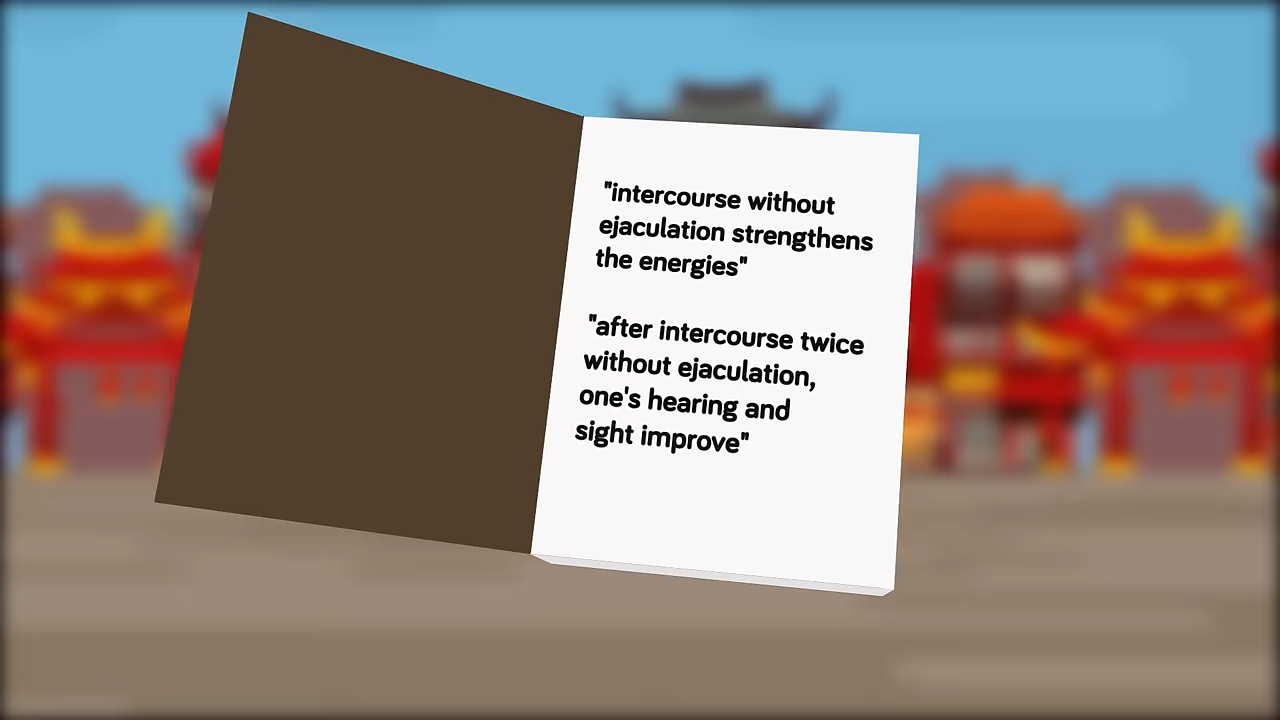 "intercourse without
ejaculation strengthens
the energies"
"after intercourse twice
without ejaculation,
one's hearing and
sight improve"